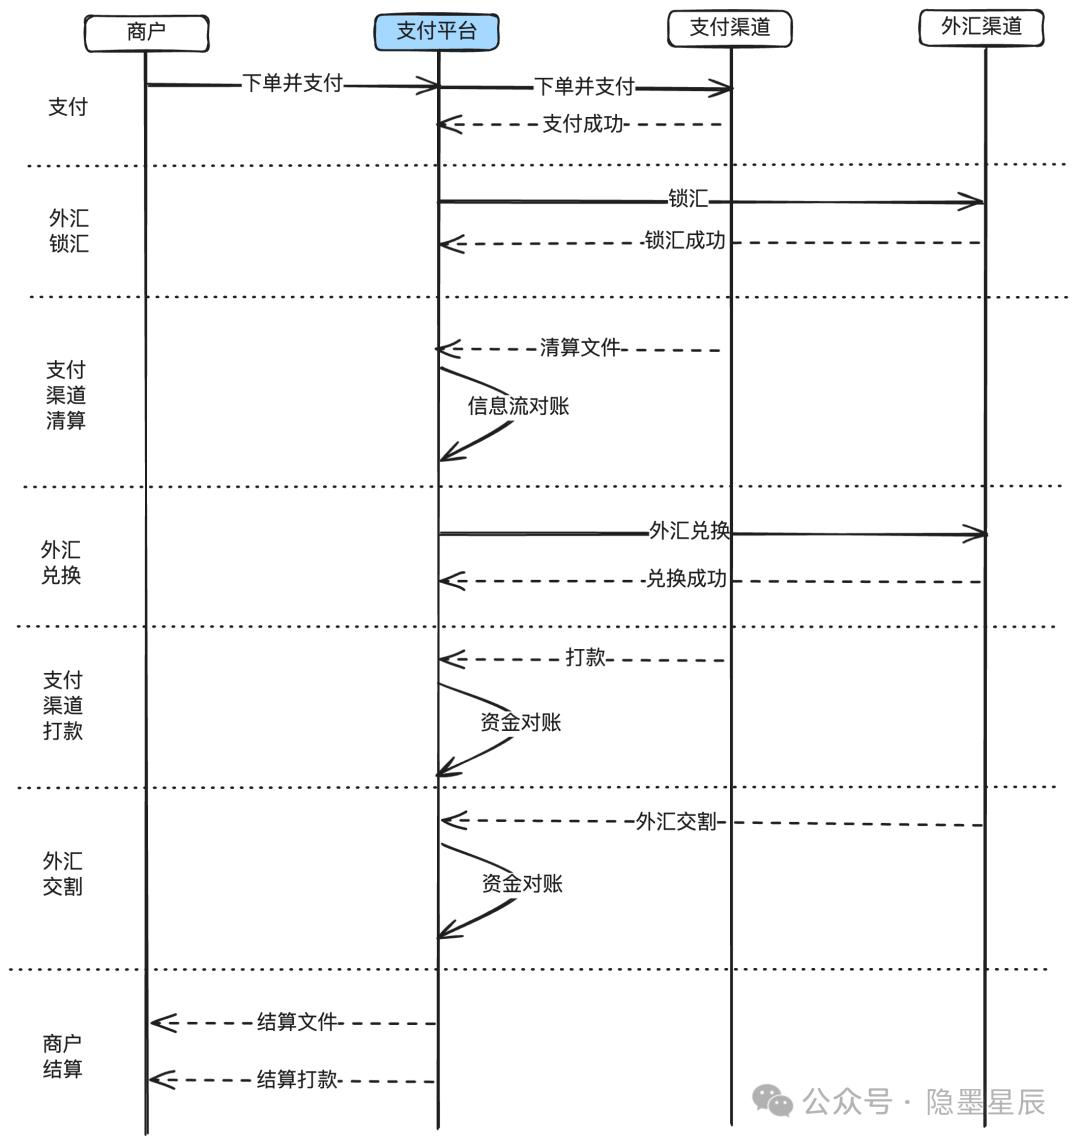 商户
支付平台
支付渠道
外汇渠道
支付
下单并支付
下单并支付
支付成功
外汇
锁汇
锁汇
锁汇成功
支付
渠道
清算
清算文件
信息流对账
外汇
兑换
外汇兑换
兑换成功
支付
渠道
打款
打款
资金对账
外汇
交割
外汇交割
资金对账
商户
结算
结算文件
结算打款
公众号 · 隐墨星辰